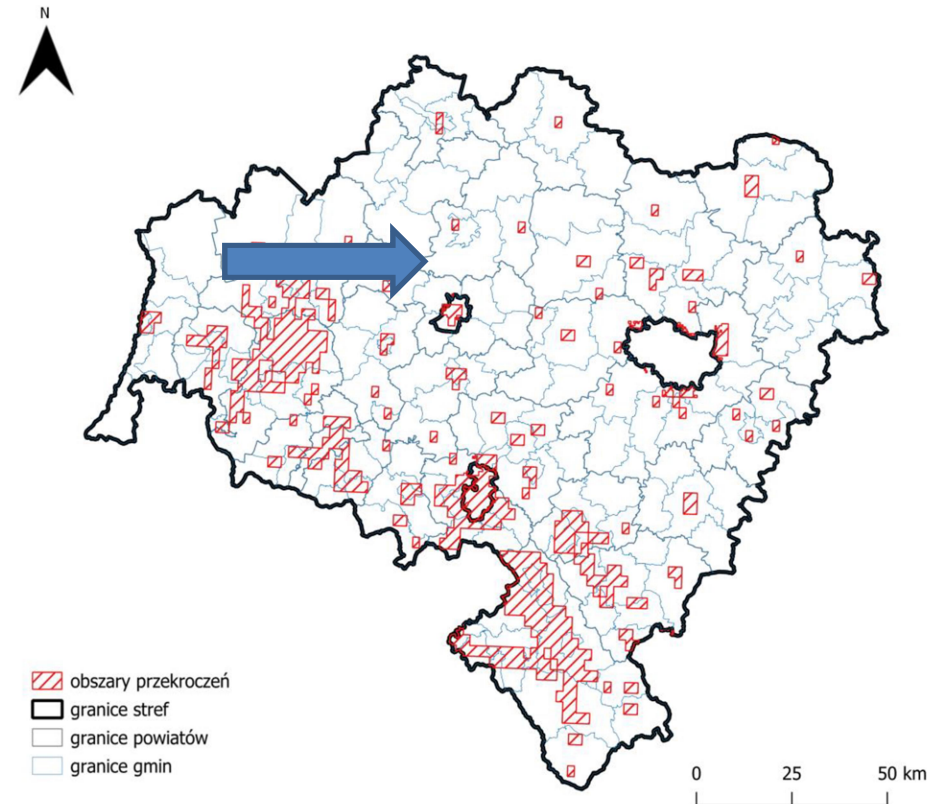 N
obszary przekroczeń
granice stref
granice powiatów
granice gmin
0 25 50 km